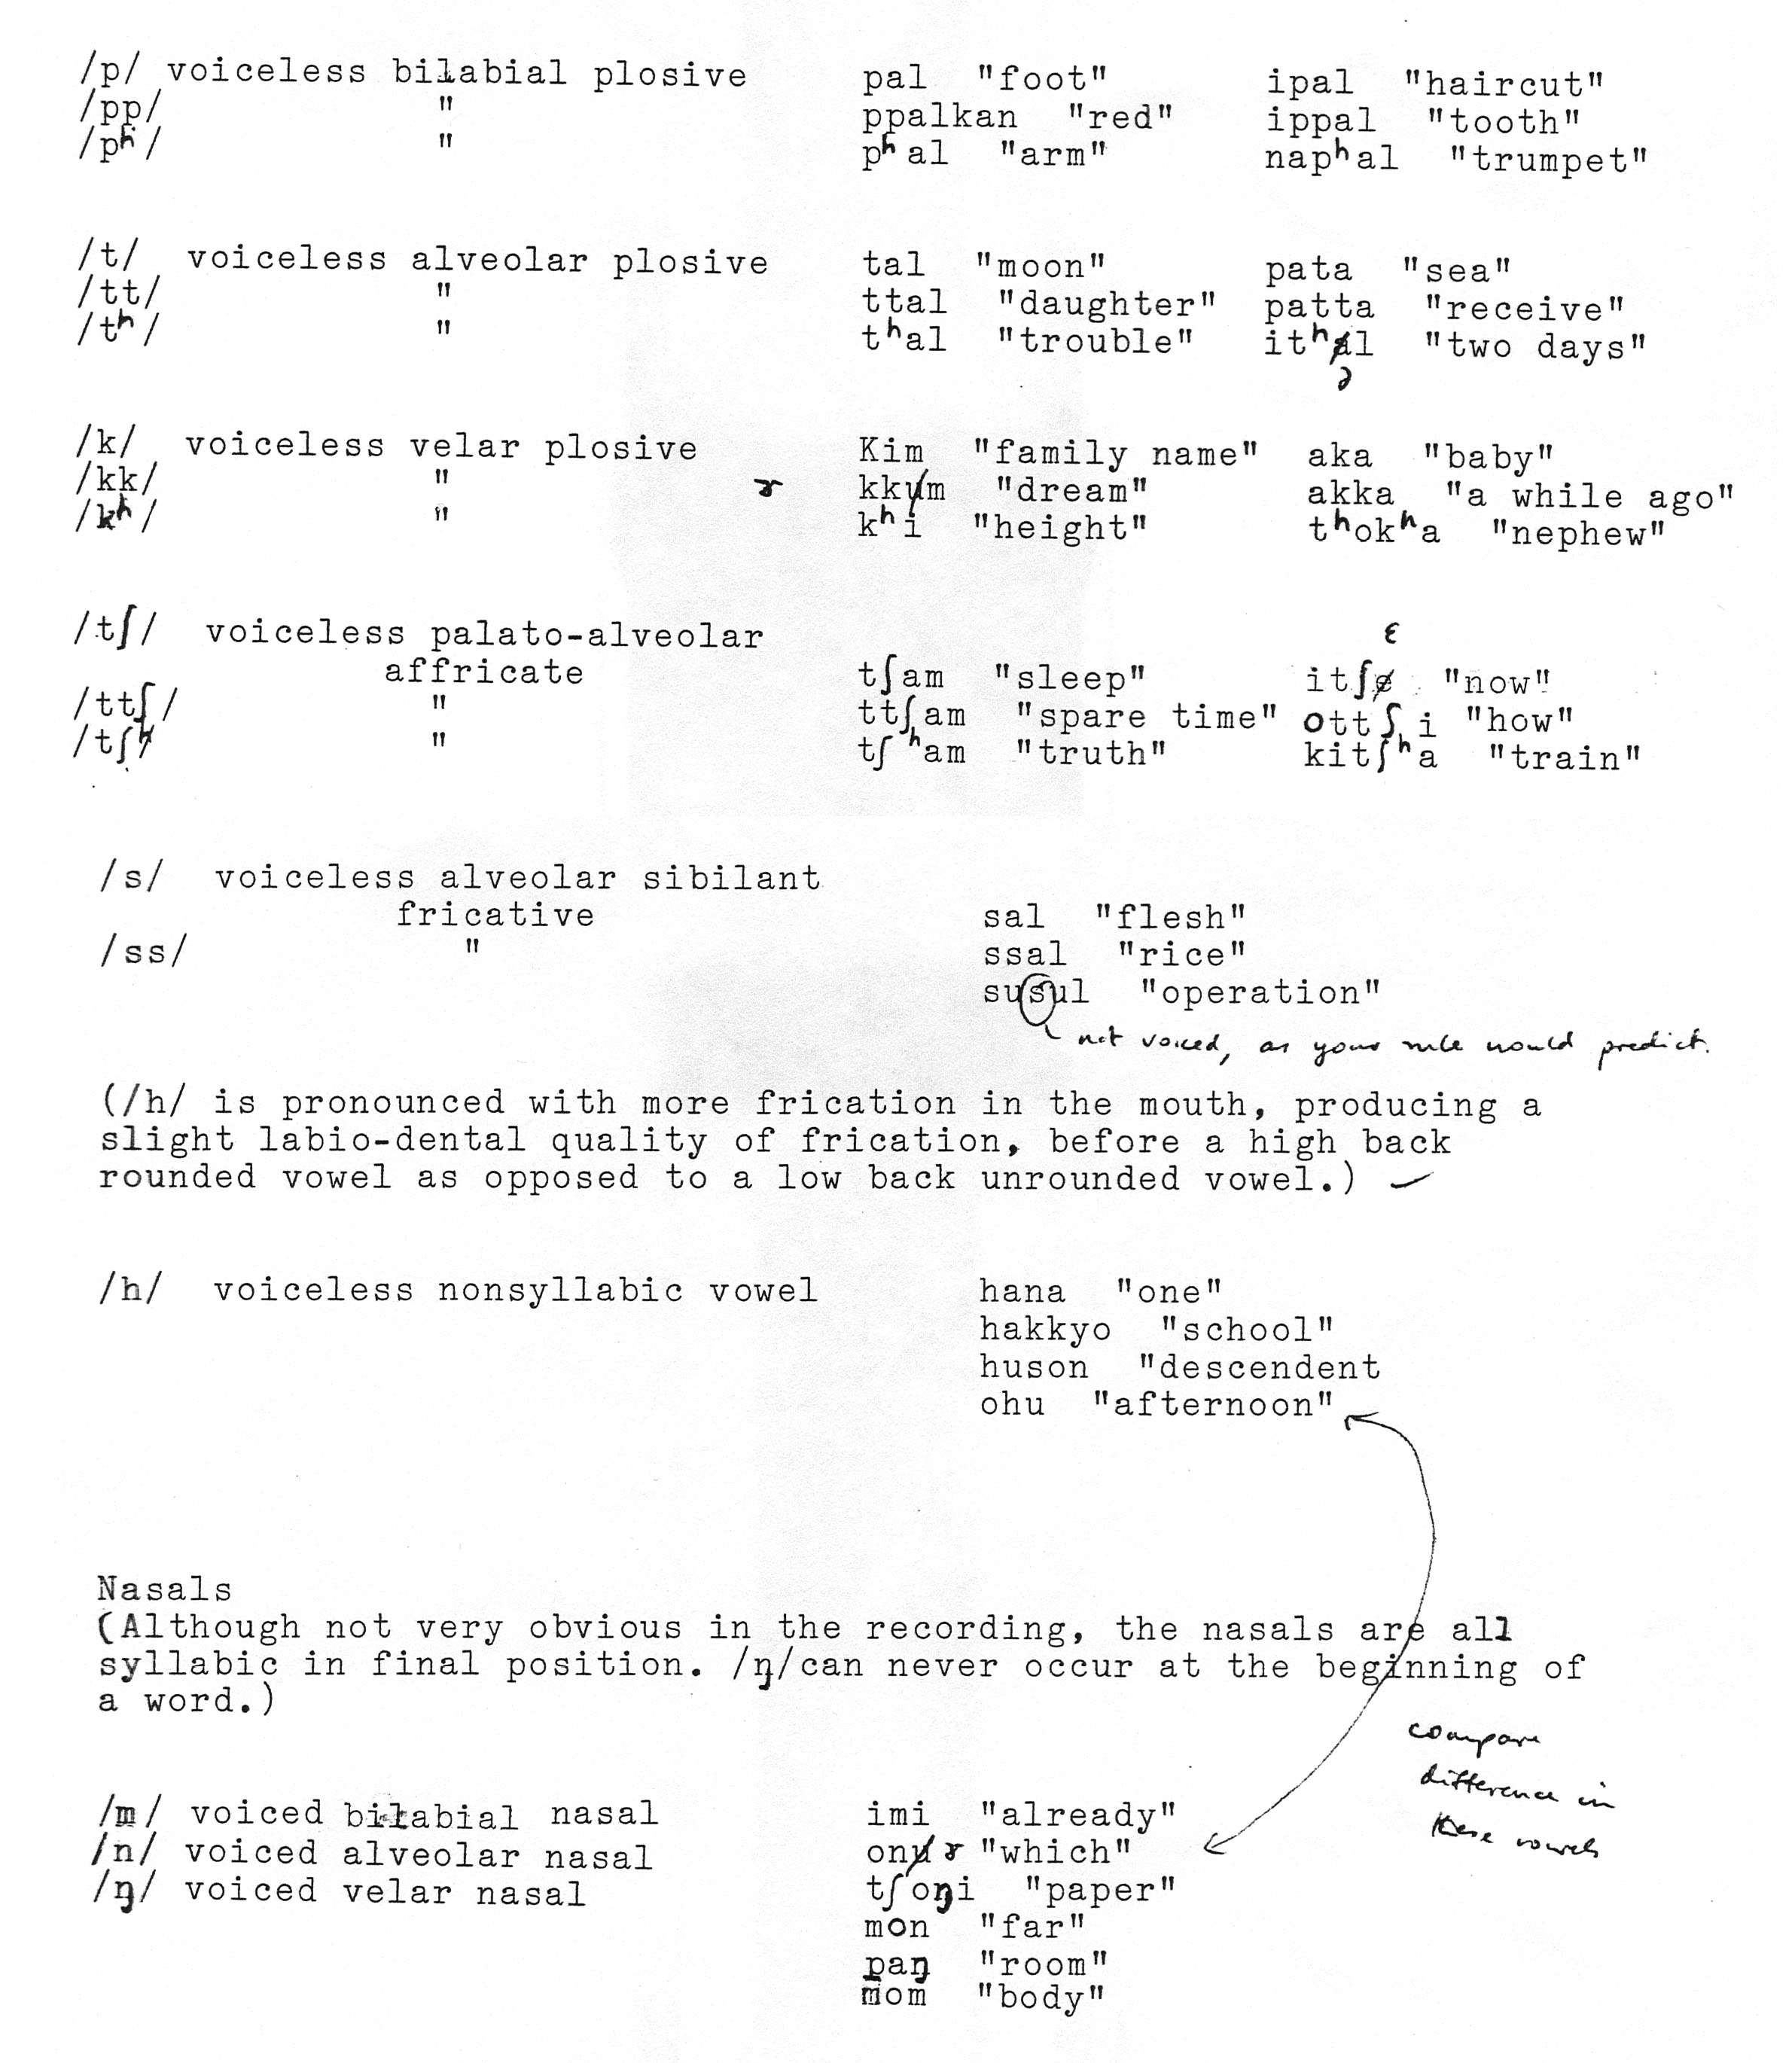 /p/ voiceless bilabial plosive pal "foot" ipal "haircut"
/pp/ " ppalkan "red" ippal "tooth"
/pʰ/ " pʰal "arm" napʰal "trumpet"
/t/ voiceless alveolar plosive tal "moon" pata "sea"
/tt/ " ttal "daughter" patta "receive"
/tʰ/ " tʰal "trouble" itʰal "two days"
∂
/k/ voiceless velar plosive Kim "family name" aka "baby"
/kk/ " ɤ kkum "dream" akka "a while ago"
/kʰ/ " kʰi "height" tʰokʰa "nephew"
/tʃ/ voiceless palato-alveolar ɛ
affricate tʃam "sleep" itʃe "now"
/ttʃ/ " ttʃam "spare time" ottʃi "how"
/tʃʰ/ " tʃʰam "truth" kitʃʰa "train"
/s/ voiceless alveolar sibilant
fricative sal "flesh"
/ss/ " ssal "rice"
susul "operation"
not voiced, as your rule would predict.
(/h/ is pronounced with more frication in the mouth, producing a
slight labio-dental quality of frication, before a high back
rounded vowel as opposed to a low back unrounded vowel.)
/h/ voiceless nonsyllabic vowel hana "one"
hakkyo "school"
huson "descendent
ohu "afternoon"
Nasals
(Although not very obvious in the recording, the nasals are all
syllabic in final position. /ŋ/can never occur at the beginning of
a word.)
compare
difference in
these vowels
/m/ voiced bilabial nasal imi "already"
/n/ voiced alveolar nasal onu ɤ "which"
/ŋ/ voiced velar nasal tʃoŋi "paper"
mon "far"
paŋ "room"
mom "body"